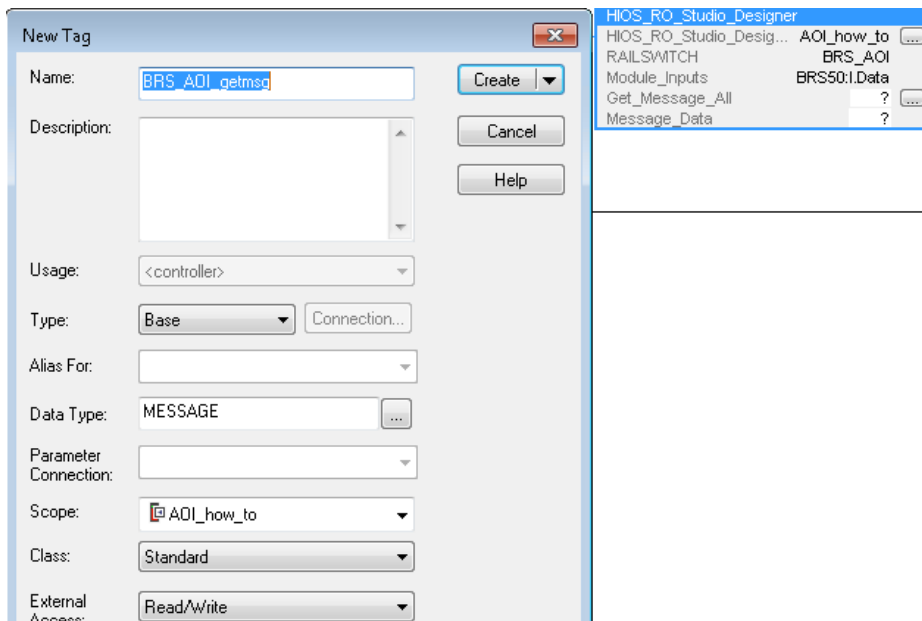 New Tag
Name: BRS_AOI_getmsg
Create
Description:
Cancel
Help
Usage: <controller>
Type: Base Connection...
Alias For:
Data Type: MESSAGE ...
Parameter
Connection:
Scope: AOI_how_to
Class: Standard
External
Access: Read/Write
HIOS_RO_Studio_Designer
HIOS_RO_Studio_Desig... AOI_how_to ...
RAILSWITCH BRS_AOI
Module_Inputs BRS50:I.Data
Get_Message_All ? ...
Message_Data ?